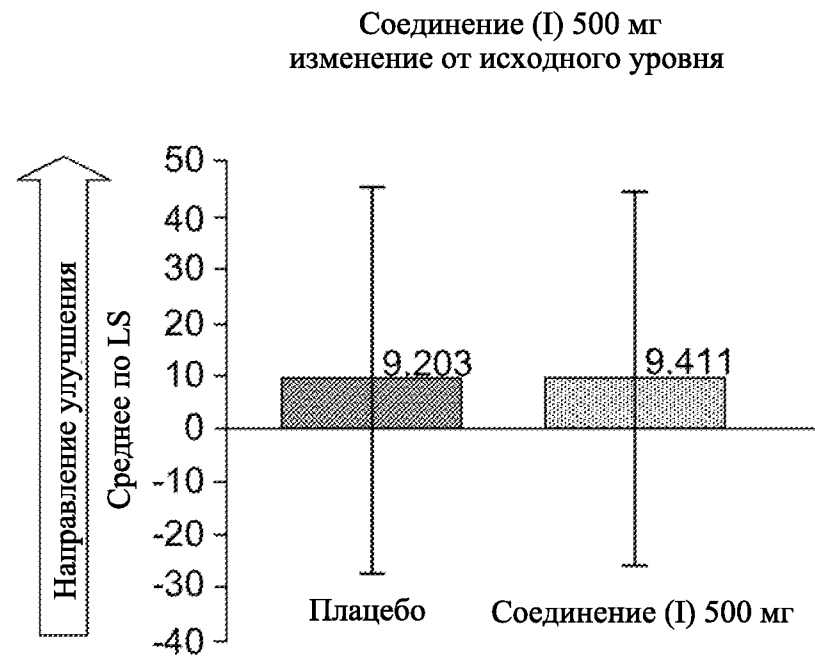 Соединение (I) 500 мг
изменение от исходного уровня
Направление улучшения
Среднее по LS
50
40
30
20
10
0
-10
-20
-30
-40
9.203
9.411
Плацебо
Соединение (I) 500 мг